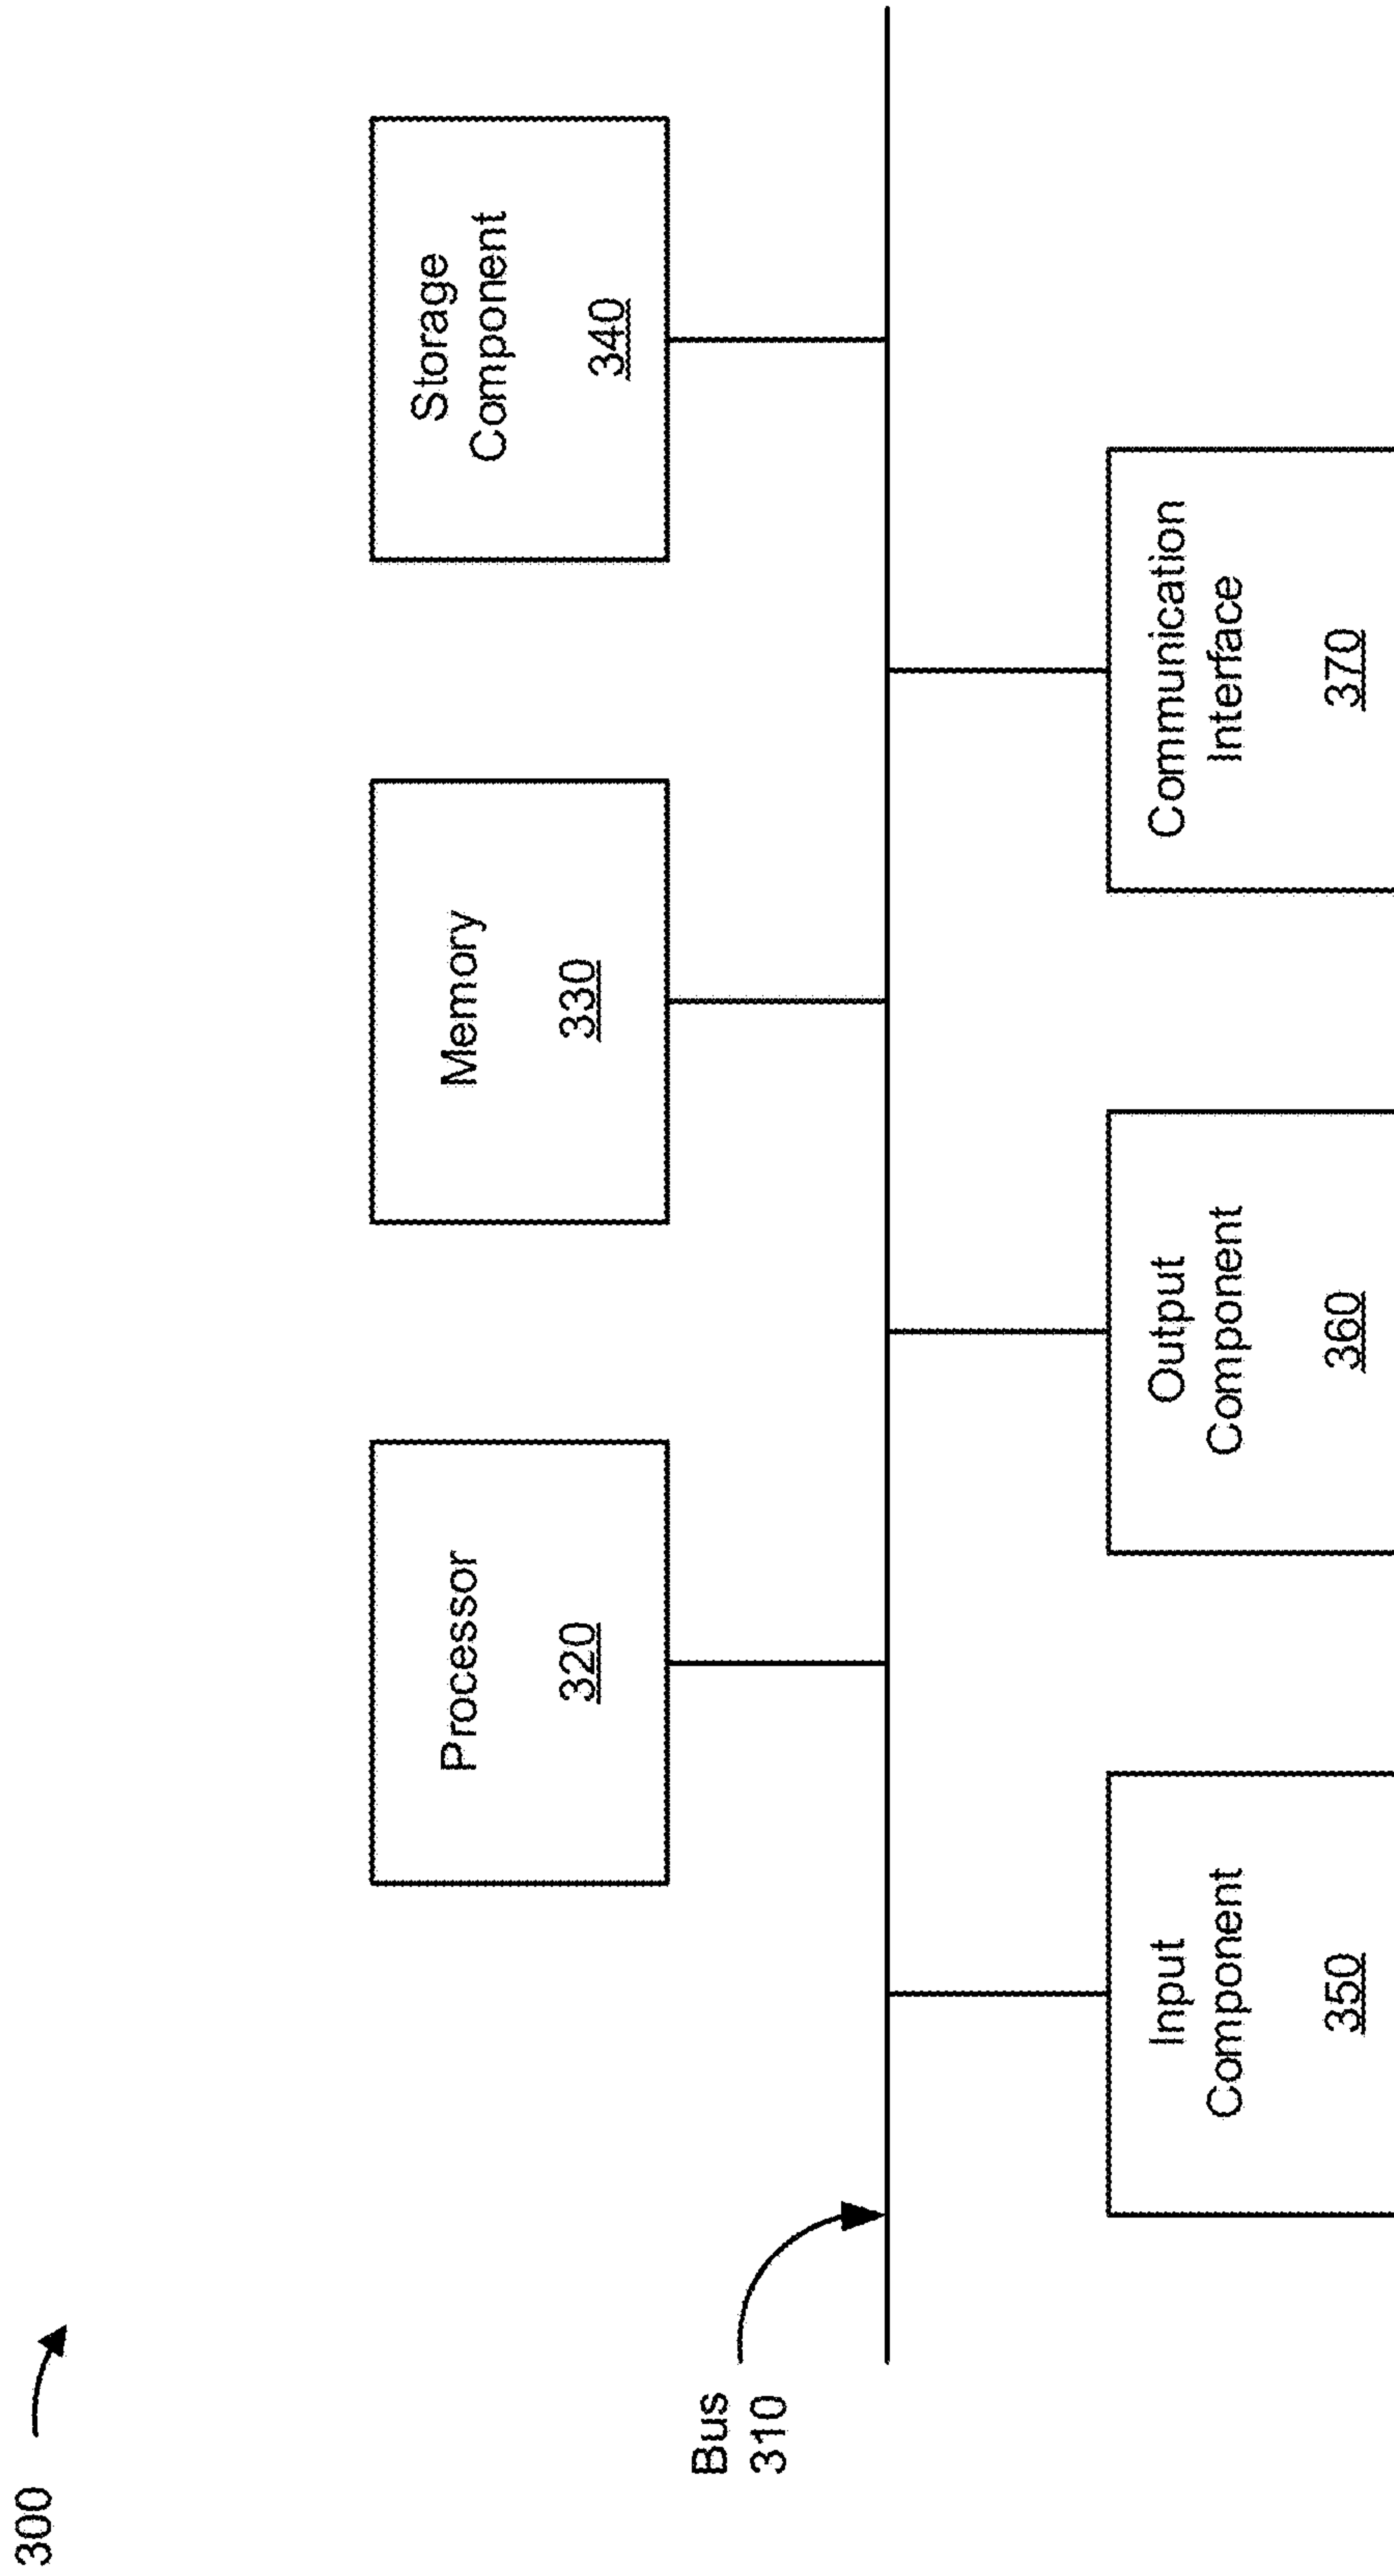 300
Bus
310
Processor
320
Memory
330
Storage
Component
340
Input
Component
350
Output
Component
360
Communication
Interface
370